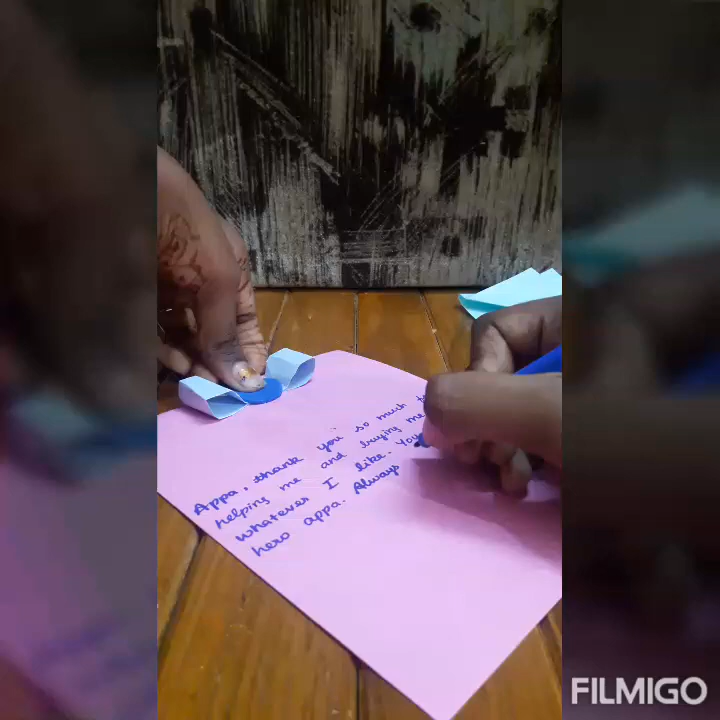 Appa, thank you so much
helping me and buying me
whatever I like. You
hero appa. Always
FILMIGO